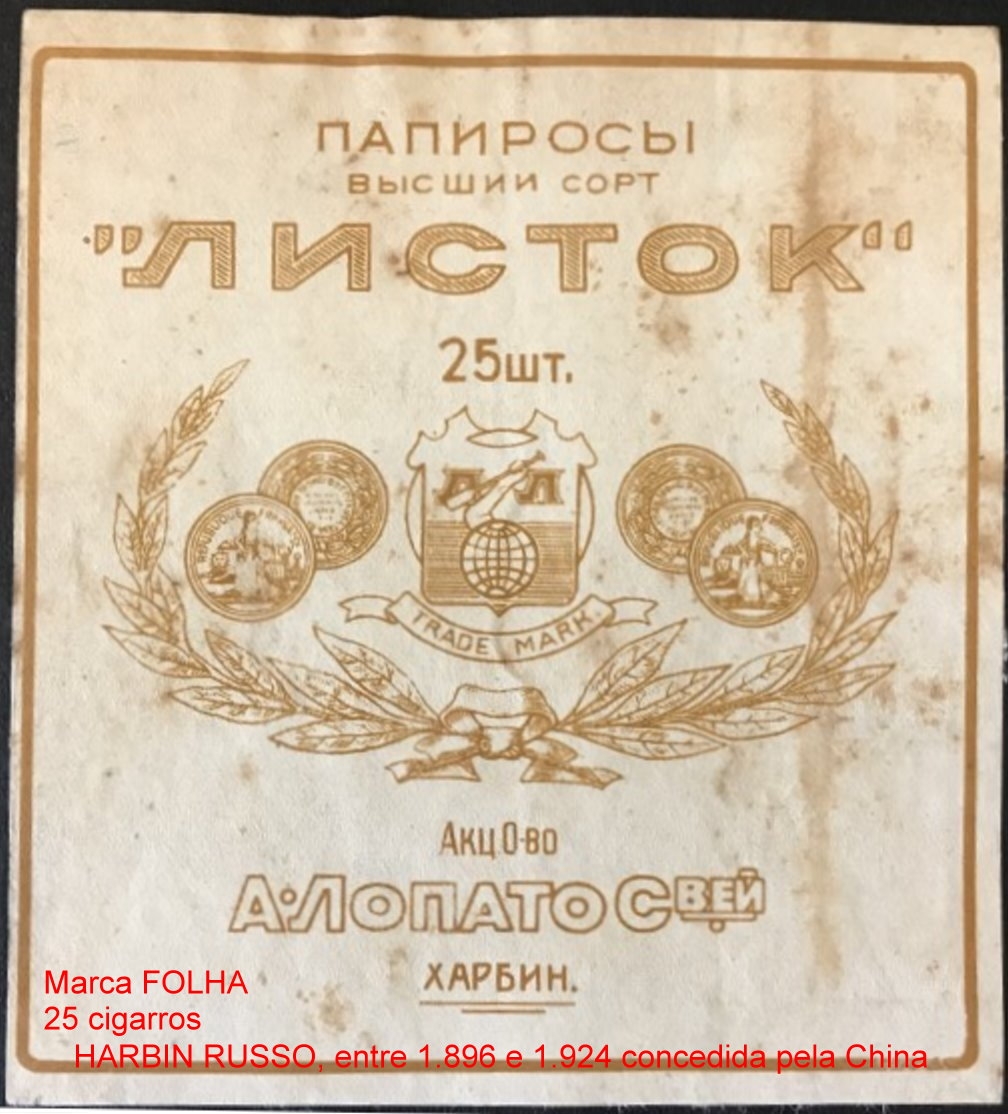 ПАПИРОСЫ
ВЫСШИИ СОРТ
"ЛИСТОК"
25шт.
А Л
TRADE MARK.
АКЦ О-ВО
А·ЛОПАТО СВЕЙ
ХАРБИН.
Marca FOLHA
25 cigarros
HARBIN RUSSO, entre 1.896 e 1.924 concedida pela China